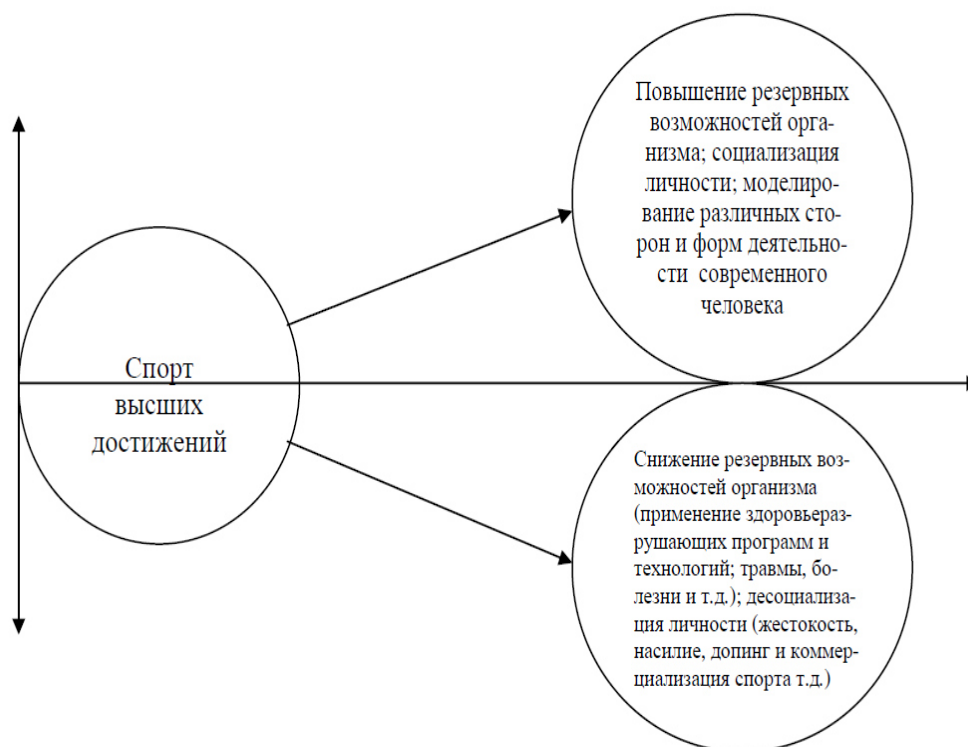 Повышение резервных
возможностей орга-
низма; социализация
личности; моделиро-
вание различных сто-
рон и форм деятельно-
сти современного
человека
Спорт
высших
достижений
Снижение резервных воз-
можностей организма
(применение здоровьераз-
рушающих программ и
технологий; травмы, бо-
лезни и т.д.); десоциализа-
ция личности (жестокость,
насилие, допинг и коммер-
циализация спорта т.д.)